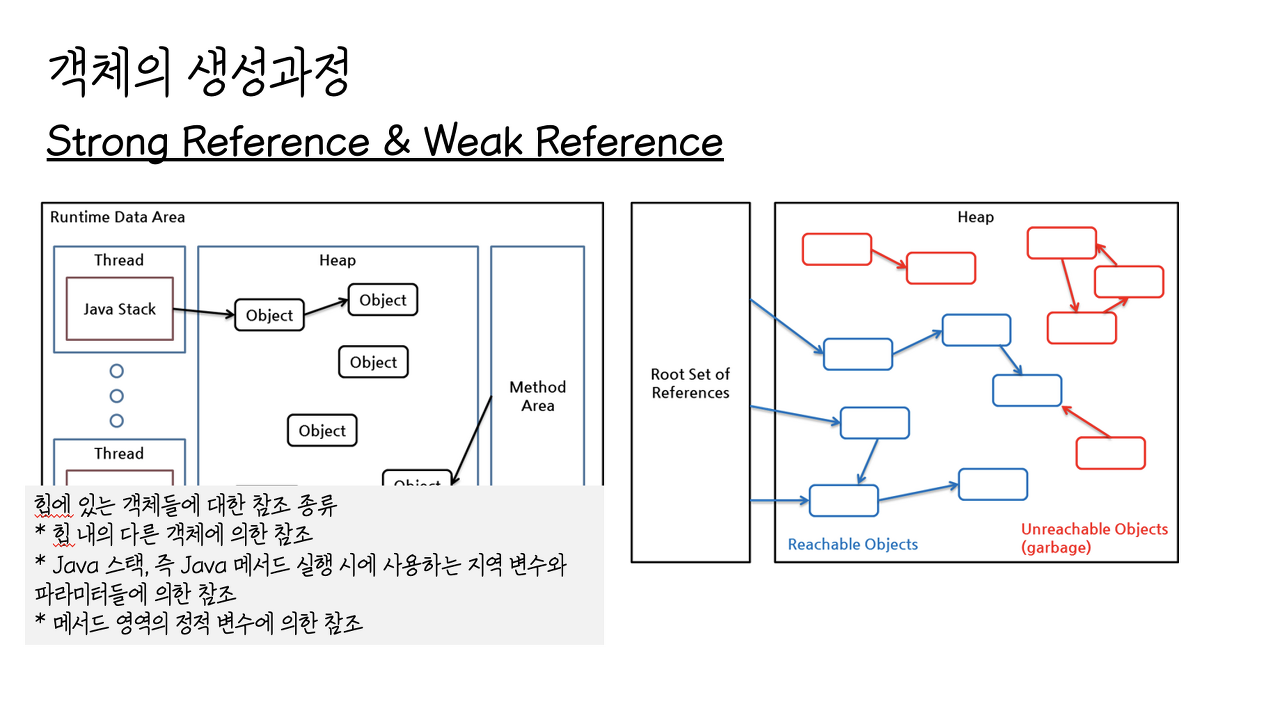 객체의 생성과정
Strong Reference & Weak Reference
Runtime Data Area
Thread
Java Stack
Thread
Heap
Object
Object
Object
Object
Object
Method
Area
힙에 있는 객체들에 대한 참조 종류
* 힙 내의 다른 객체에 의한 참조
* Java 스택, 즉 Java 메서드 실행 시에 사용하는 지역 변수와
파라미터들에 의한 참조
* 메서드 영역의 정적 변수에 의한 참조
Root Set of
References
Heap
Reachable Objects
Unreachable Objects
(garbage)